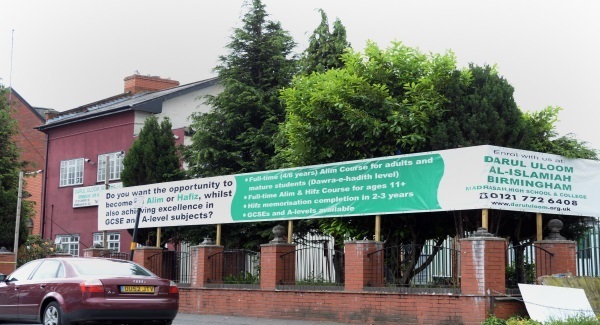 Do you want the opportunity to
become Alim or Hafiz, whilst
also achieving excellence in
GCSE and A-level subjects?
• Full-time (4/6 years) Alim Course for adults and
mature students (Dawra-e-hadith level)
• Full-time Alim & Hifz Course for ages 11+
• Hifz memorisation completion in 2-3 years
• GCSEs and A-levels available
Enrol with us at
DARUL ULOOM
AL-ISLAMIAH
BIRMINGHAM
HIGH SCHOOL & COLLEGE
0121 772 6408
www.darululoom.org.uk